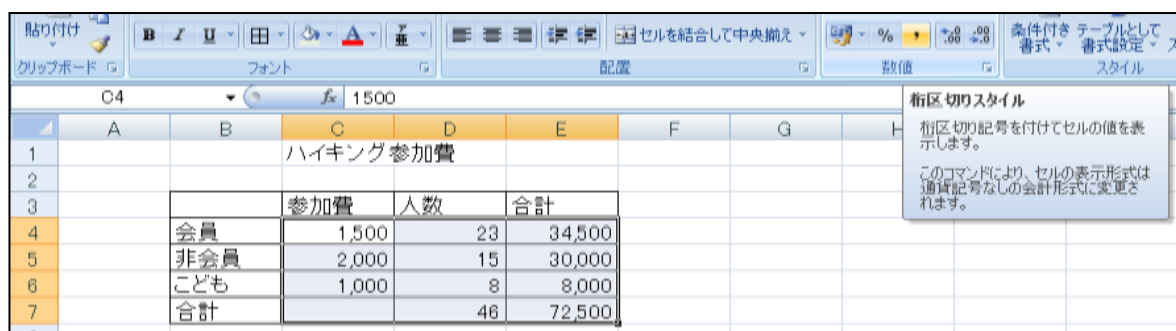 貼り付け
B I U A ア亜 セルを結合して中央揃え % , .0 .00 .00 .0 条件付き書式 テーブルとして書式設定 ス
クリップボード フォント 配置 数値 スタイル
C4 fx 1500
A B C D E F G H
1 ハイキング参加費
2
3 参加費 人数 合計
4 会員 1,500 23 34,500
5 非会員 2,000 15 30,000
6 こども 1,000 8 8,000
7 合計 46 72,500
桁区切りスタイル
桁区切り記号を付けてセルの値を表
示します。
このコマンドにより、セルの表示形式は
通貨記号なしの会計形式に変更さ
れます。